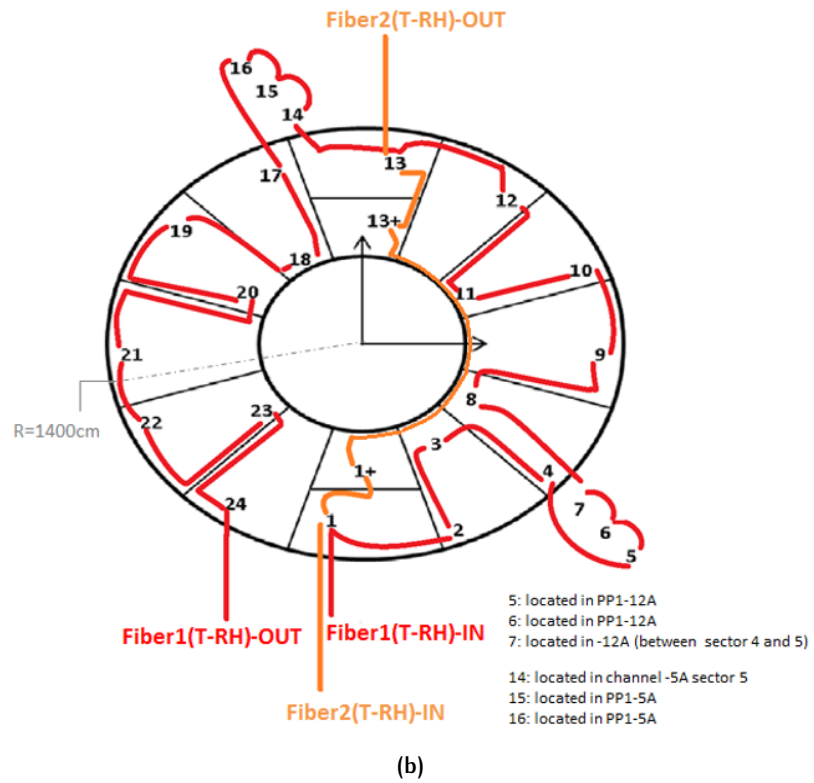 Fiber2(T-RH)-OUT
16
15
14
13
17
12
19
13+
18
10
20
11
21
9
8
R=1400cm
22
23
3
1+
4
7
24
1
2
6
5
Fiber1(T-RH)-OUT
Fiber1(T-RH)-IN
Fiber2(T-RH)-IN
5: located in PP1-12A
6: located in PP1-12A
7: located in -12A (between sector 4 and 5)
14: located in channel -5A sector 5
15: located in PP1-5A
16: located in PP1-5A
(b)